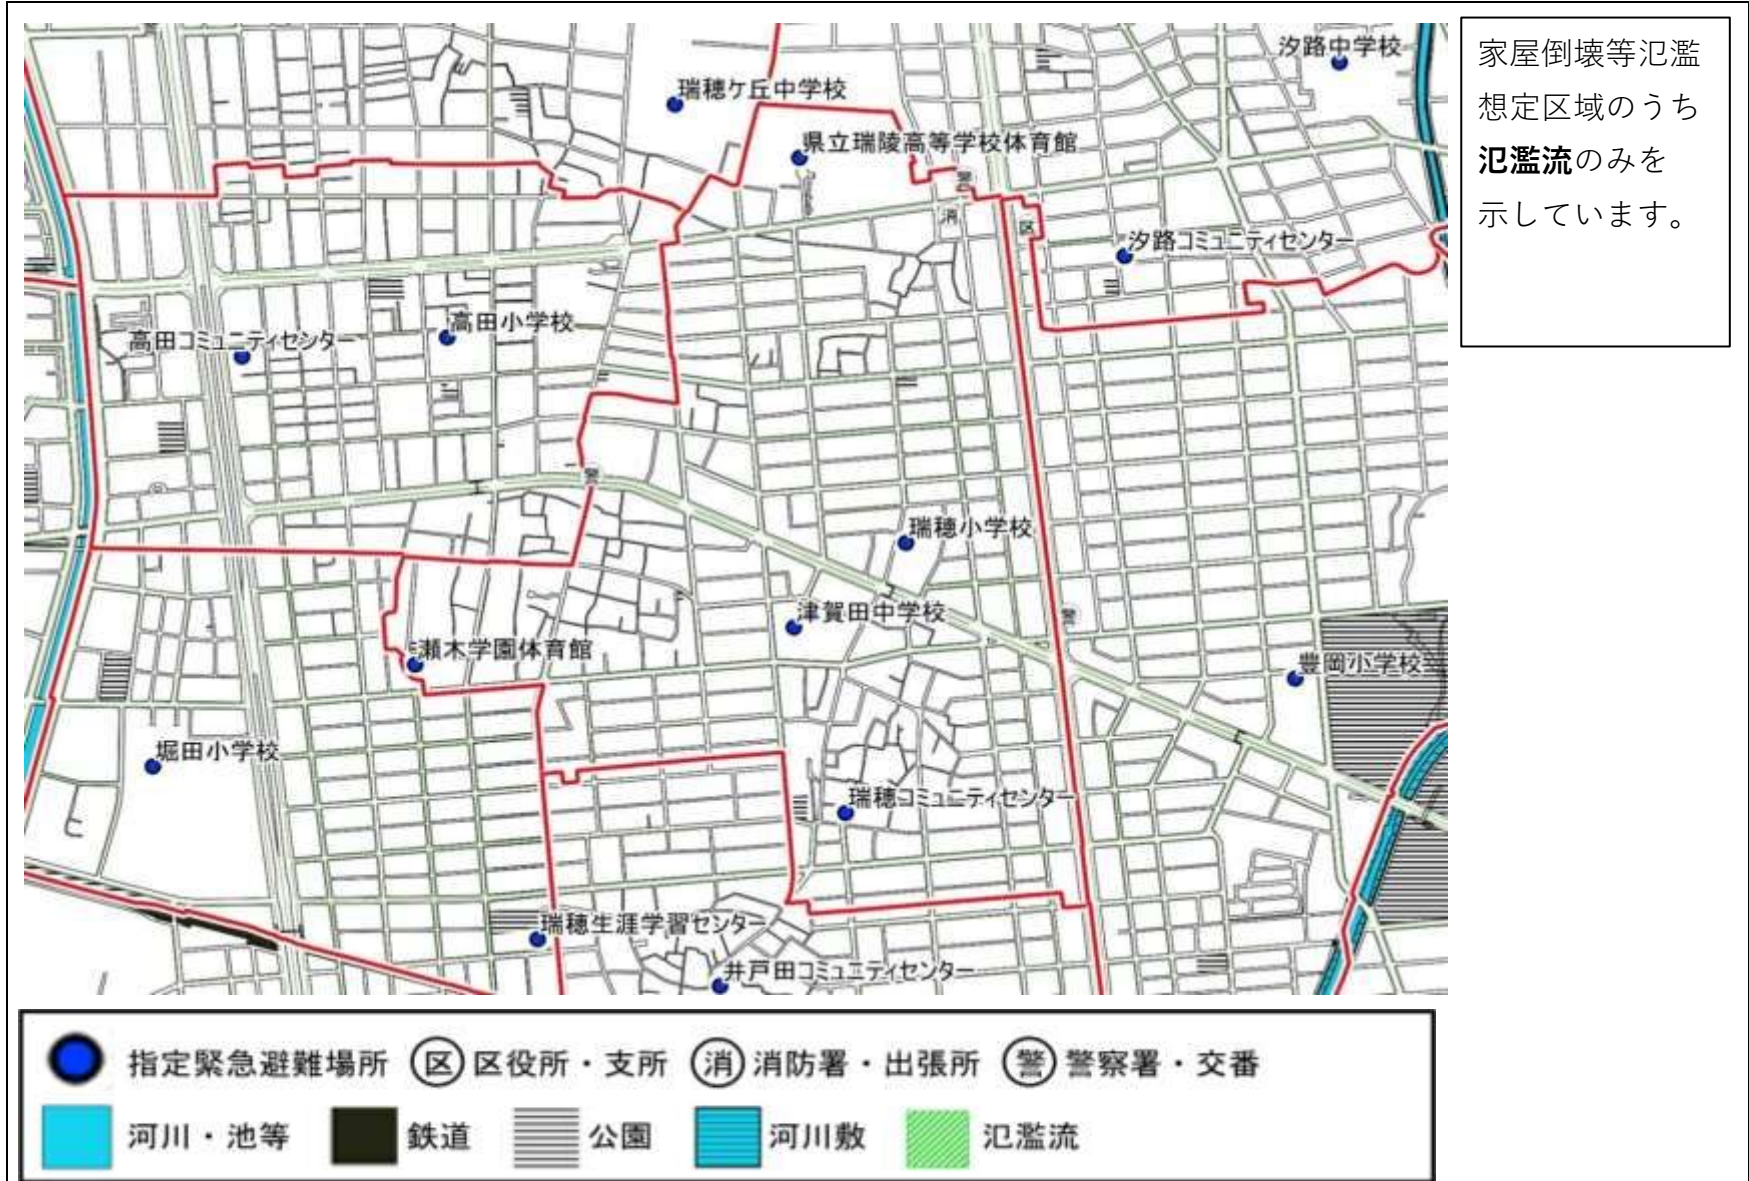 汐路中学校
瑞穂ケ丘中学校
県立瑞陵高等学校体育館
警
消
区
汐路コミュニティセンター
高田小学校
高田コミュニティセンター
警
瑞穂小学校
津賀田中学校
警
瀬木学園体育館
豊岡小学校
堀田小学校
瑞穂コミュニティセンター
瑞穂生涯学習センター
井戸田コミュニティセンター
家屋倒壊等氾濫
想定区域のうち
氾濫流のみを
示しています。
指定緊急避難場所 区 区役所・支所 消 消防署・出張所 警 警察署・交番
河川・池等 鉄道 公園 河川敷 氾濫流